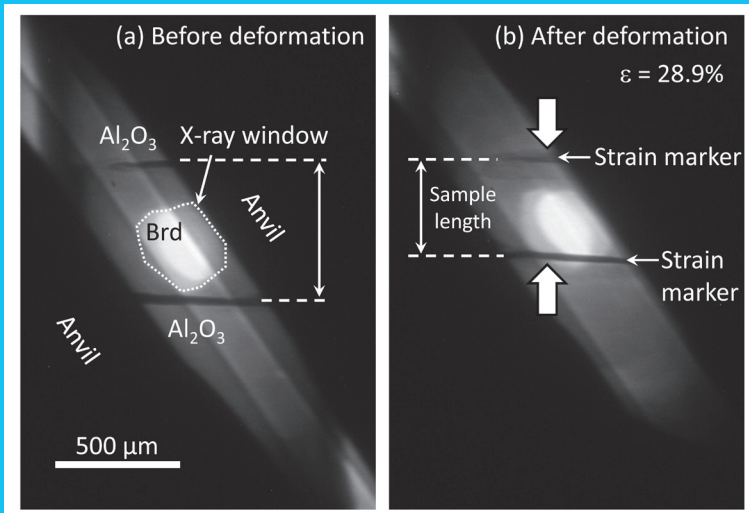 (a) Before deformation
Al₂O₃
X-ray window
Brd
Anvil
Anvil
Al₂O₃
500 μm
(b) After deformation
ε = 28.9%
Strain marker
Sample
length
Strain
marker